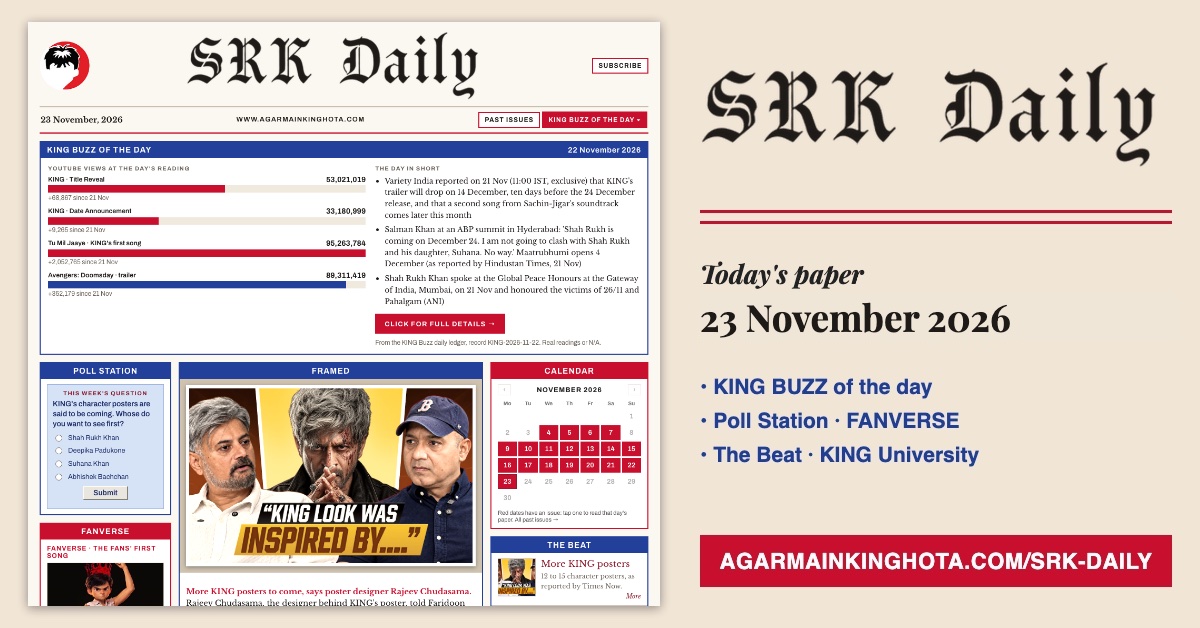 SRK Daily
SUBSCRIBE
23 November, 2026
WWW.AGARMAINKINGHOTA.COM
PAST ISSUES
KING BUZZ OF THE DAY
KING BUZZ OF THE DAY
22 November 2026
YOUTUBE VIEWS AT THE DAY'S READING
KING · Title Reveal
53,021,019
+68,867 since 21 Nov
KING · Date Announcement
33,180,999
+9,265 since 21 Nov
Tu Mil Jaaye · KING's first song
95,263,784
+2,052,765 since 21 Nov
Avengers: Doomsday · trailer
89,311,419
+352,179 since 21 Nov
THE DAY IN SHORT
• Variety India reported on 21 Nov (11:00 IST, exclusive) that KING's
trailer will drop on 14 December, ten days before the 24 December
release, and that a second song from Sachin-Jigar's soundtrack
comes later this month
• Salman Khan at an ABP summit in Hyderabad: 'Shah Rukh is
coming on December 24. I am not going to clash with Shah Rukh
and his daughter, Suhana. No way.' Maatrubhumi opens 4
December (as reported by Hindustan Times, 21 Nov)
• Shah Rukh Khan spoke at the Global Peace Honours at the Gateway
of India, Mumbai, on 21 Nov and honoured the victims of 26/11 and
Pahalgam (ANI)
CLICK FOR FULL DETAILS →
From the KING Buzz daily ledger, record KING-2026-11-22. Real readings or N/A.
POLL STATION
THIS WEEK'S QUESTION
KING's character posters are
said to be coming. Whose do
you want to see first?
Shah Rukh Khan
Deepika Padukone
Suhana Khan
Abhishek Bachchan
Submit
FANVERSE
FANVERSE · THE FANS' FIRST
SONG
FRAMED
B
"KING LOOK WAS
INSPIRED BY...."
More KING posters to come, says poster designer Rajeev Chudasama.
Rajeev Chudasama, the designer behind KING's poster, told Faridoon
CALENDAR
‹ NOVEMBER 2026 ›
Mo Tu We Th Fr Sa Su
1
2 3 4 5 6 7 8
9 10 11 12 13 14 15
16 17 18 19 20 21 22
23 24 25 26 27 28 29
30
Red dates have an issue; tap one to read that day's
paper. All past issues →
THE BEAT
More KING posters
12 to 15 character posters, as
reported by Times Now.
More
SRK Daily
Today's paper
23 November 2026
• KING BUZZ of the day
• Poll Station · FANVERSE
• The Beat · KING University
AGARMAINKINGHOTA.COM/SRK-DAILY